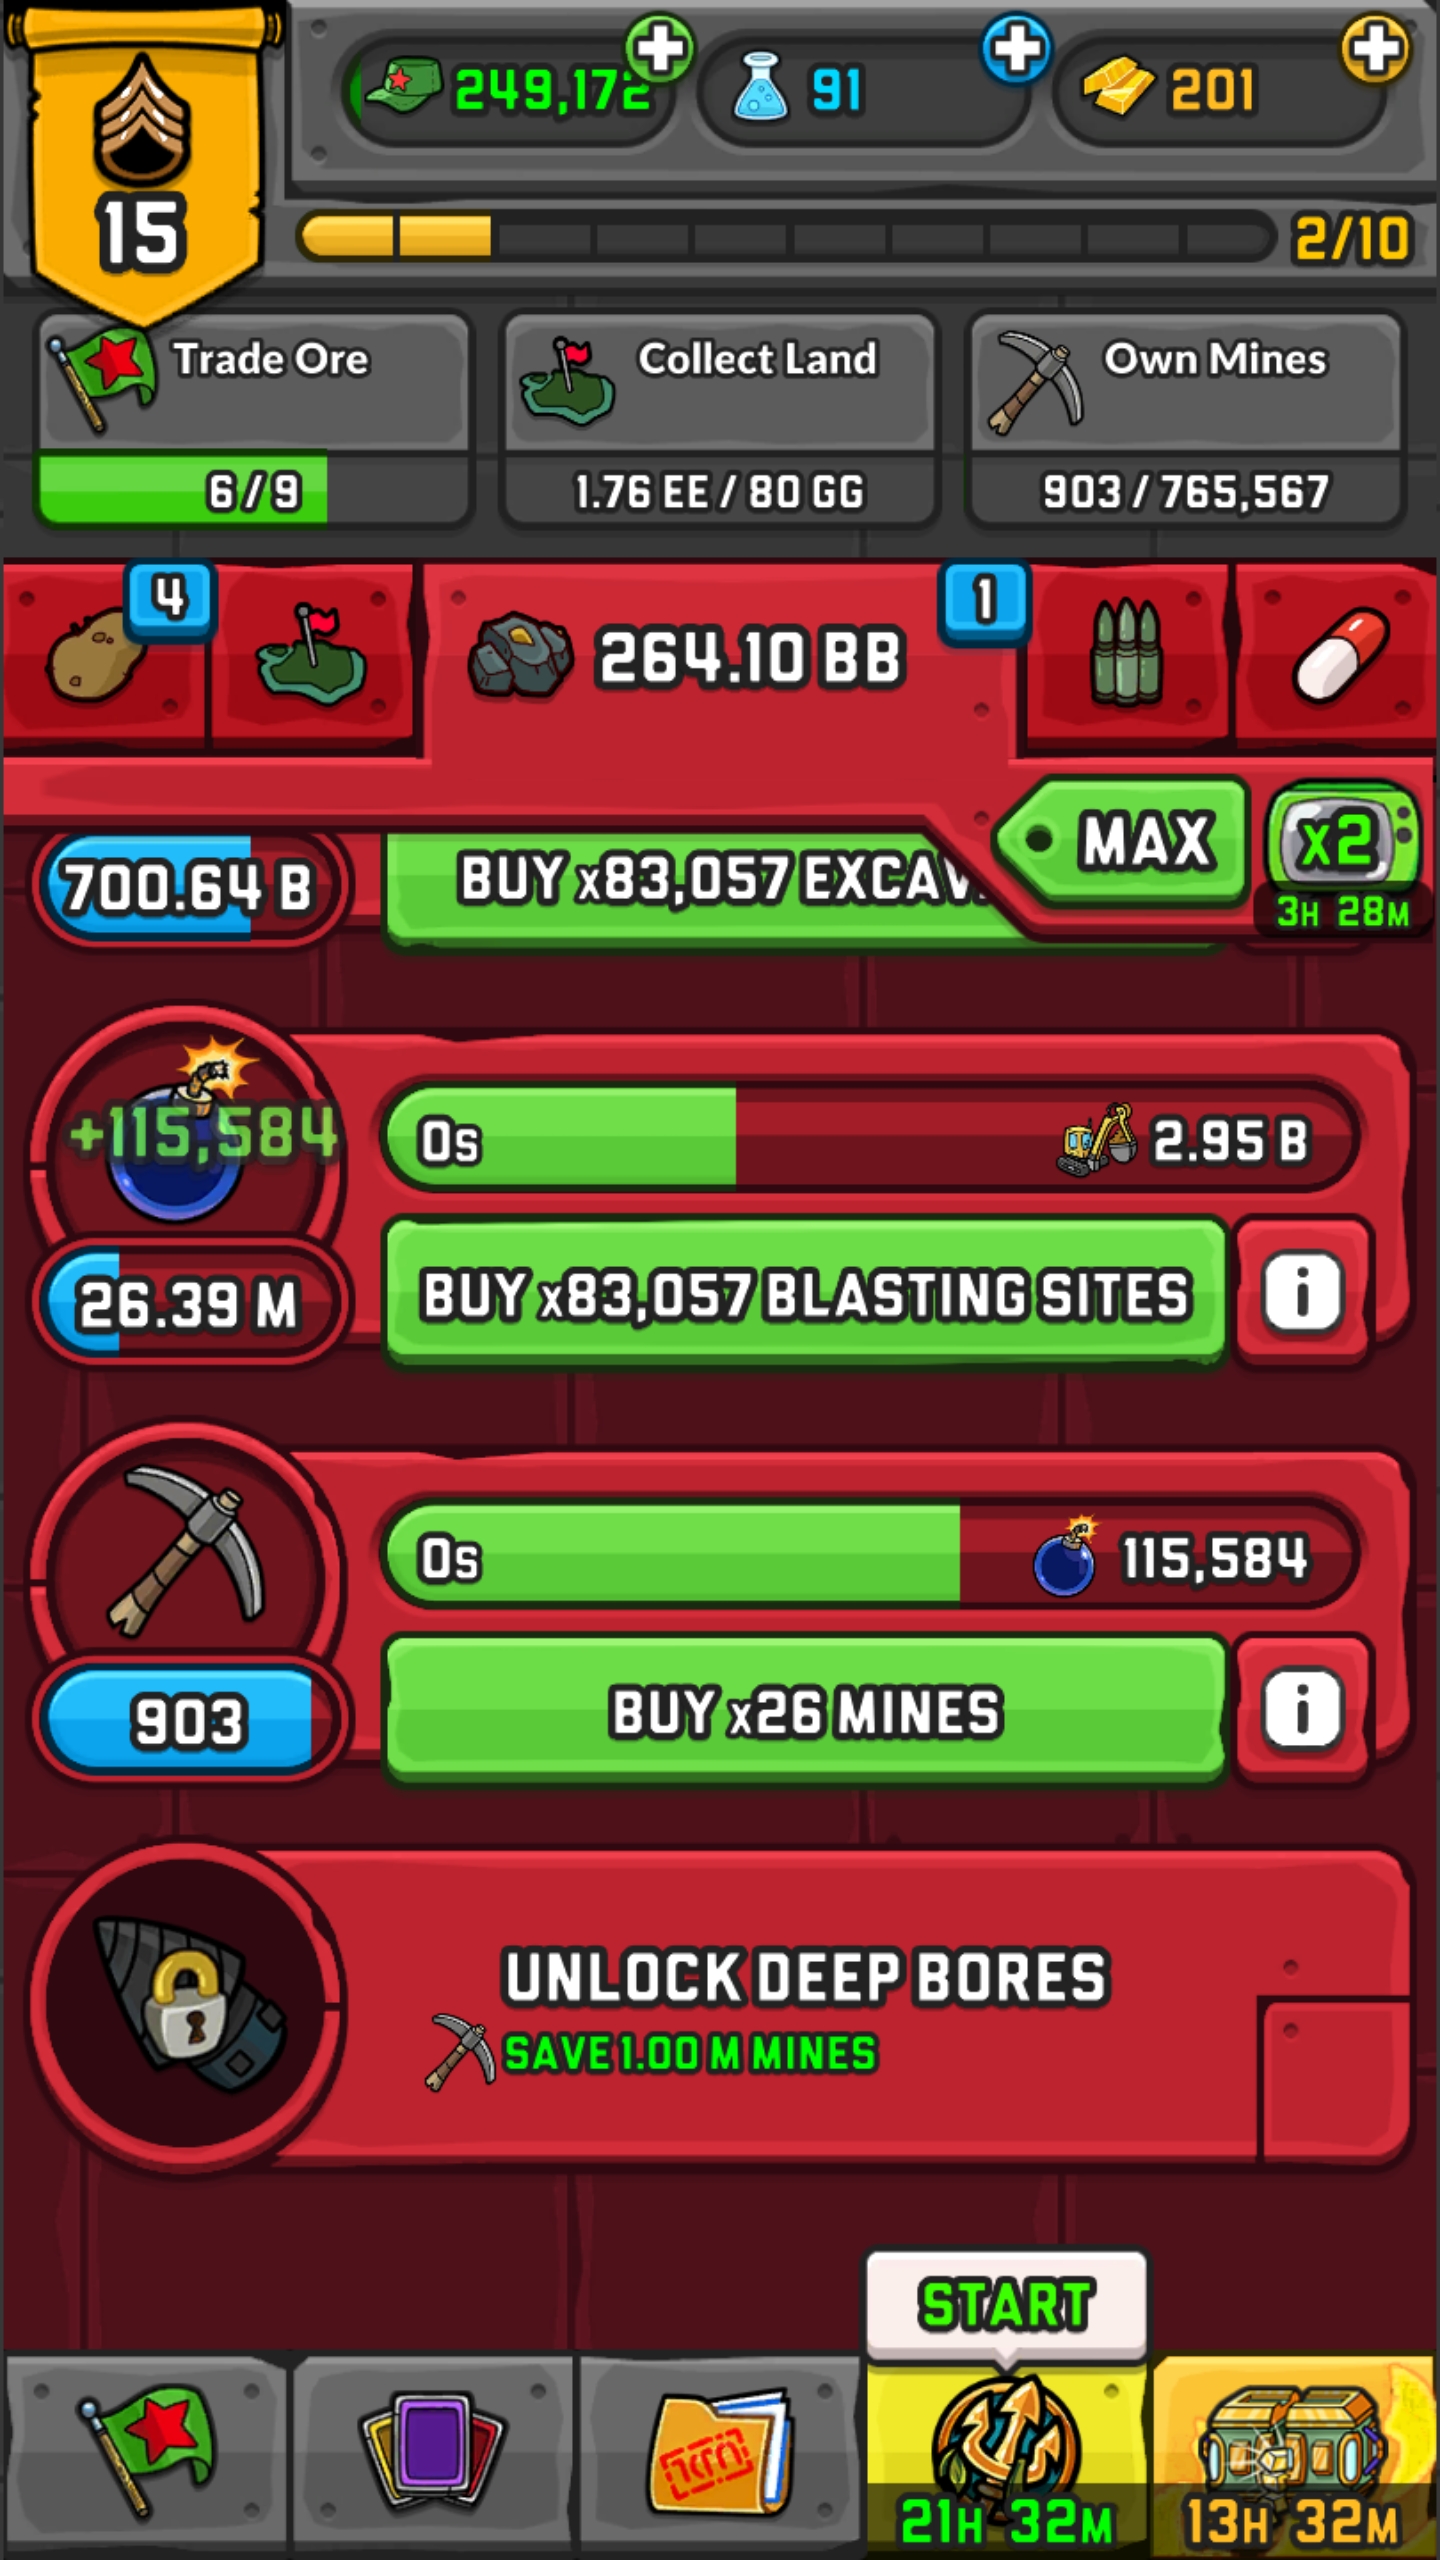 249,172
91
201
15
2/10
Trade Ore
Collect Land
Own Mines
6/9
1.76 EE / 80 GG
903 / 765,567
4
264.10 BB
1
MAX
x2
3H 28M
700.64 B
BUY x83,057
+115,584
0s
2.95 B
26.39 M
BUY x83,057 BLASTING SITES
i
0s
115,584
903
BUY x26 MINES
i
UNLOCK DEEP BORES
SAVE 1.00 M MINES
START
21H 32M
13H 32M